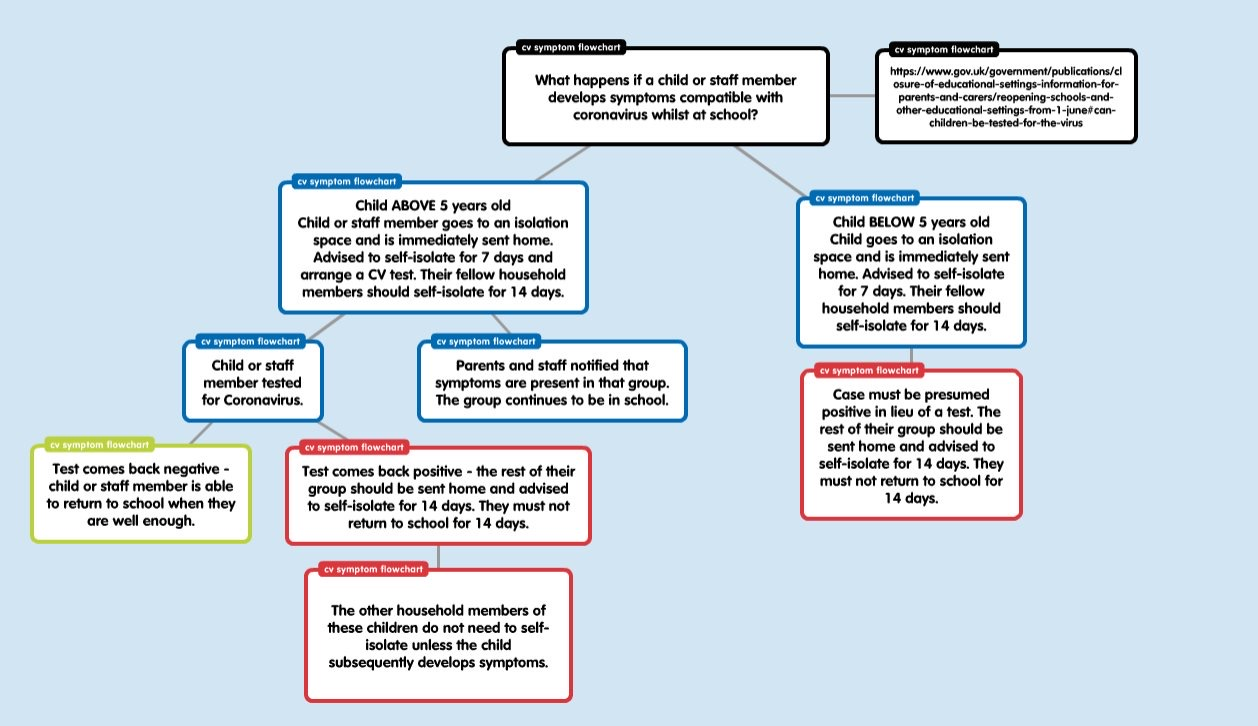 cv symptom flowchart
What happens if a child or staff member
develops symptoms compatible with
coronavirus whilst at school?
cv symptom flowchart
https://www.gov.uk/government/publications/cl
osure-of-educational-settings-information-for-
parents-and-carers/reopening-schools-and-
other-educational-settings-from-1-june#can-
children-be-tested-for-the-virus
cv symptom flowchart
Child ABOVE 5 years old
Child or staff member goes to an isolation
space and is immediately sent home.
Advised to self-isolate for 7 days and
arrange a CV test. Their fellow household
members should self-isolate for 14 days.
cv symptom flowchart
Child BELOW 5 years old
Child goes to an isolation
space and is immediately sent
home. Advised to self-isolate
for 7 days. Their fellow
household members should
self-isolate for 14 days.
cv symptom flowchart
Child or staff
member tested
for Coronavirus.
cv symptom flowchart
Parents and staff notified that
symptoms are present in that group.
The group continues to be in school.
cv symptom flowchart
Case must be presumed
positive in lieu of a test. The
rest of their group should be
sent home and advised to
self-isolate for 14 days. They
must not return to school for
14 days.
cv symptom flowchart
Test comes back negative -
child or staff member is able
to return to school when they
are well enough.
cv symptom flowchart
Test comes back positive - the rest of their
group should be sent home and advised
to self-isolate for 14 days. They must not
return to school for 14 days.
cv symptom flowchart
The other household members of
these children do not need to self-
isolate unless the child
subsequently develops symptoms.